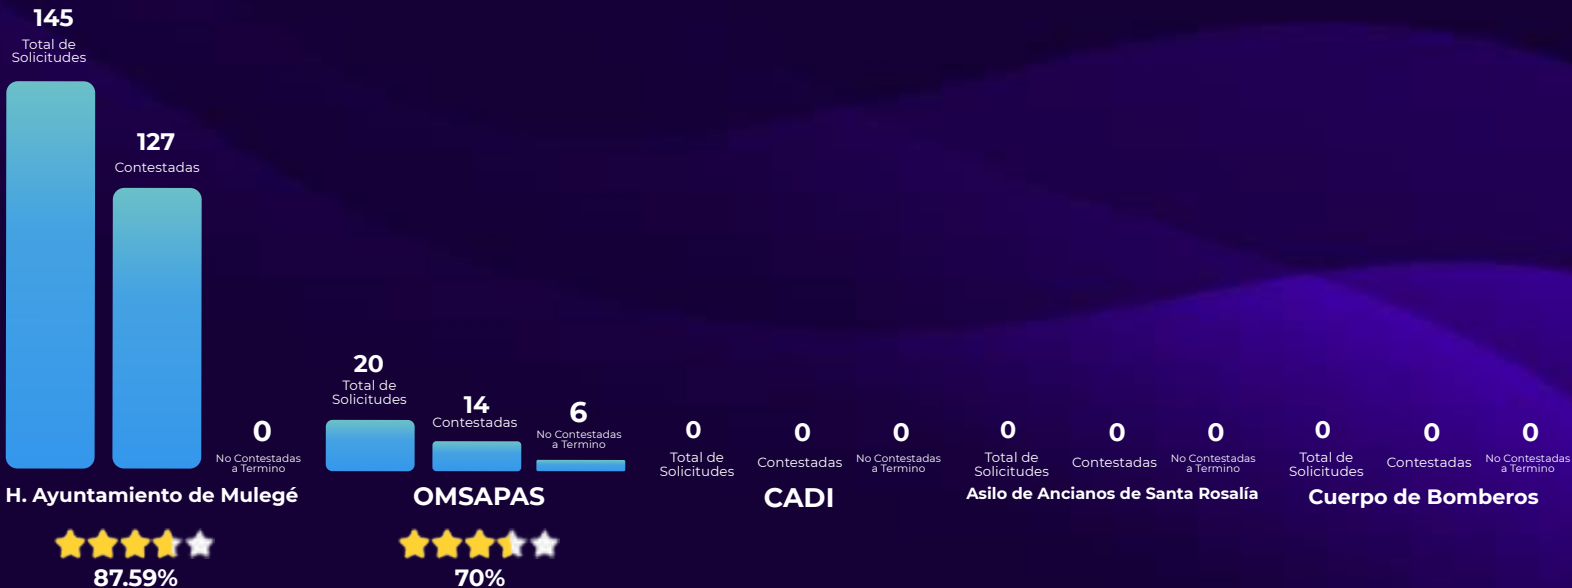 145
Total de
Solicitudes
127
Contestadas
0
No Contestadas
a Termino
H. Ayuntamiento de Mulegé
87.59%
20
Total de
Solicitudes
14
Contestadas
6
No Contestadas
a Termino
OMSAPAS
70%
0
Total de
Solicitudes
0
Contestadas
0
No Contestadas
a Termino
CADI
0
Total de
Solicitudes
0
Contestadas
0
No Contestadas
a Termino
Asilo de Ancianos de Santa Rosalía
0
Total de
Solicitudes
0
Contestadas
0
No Contestadas
a Termino
Cuerpo de Bomberos